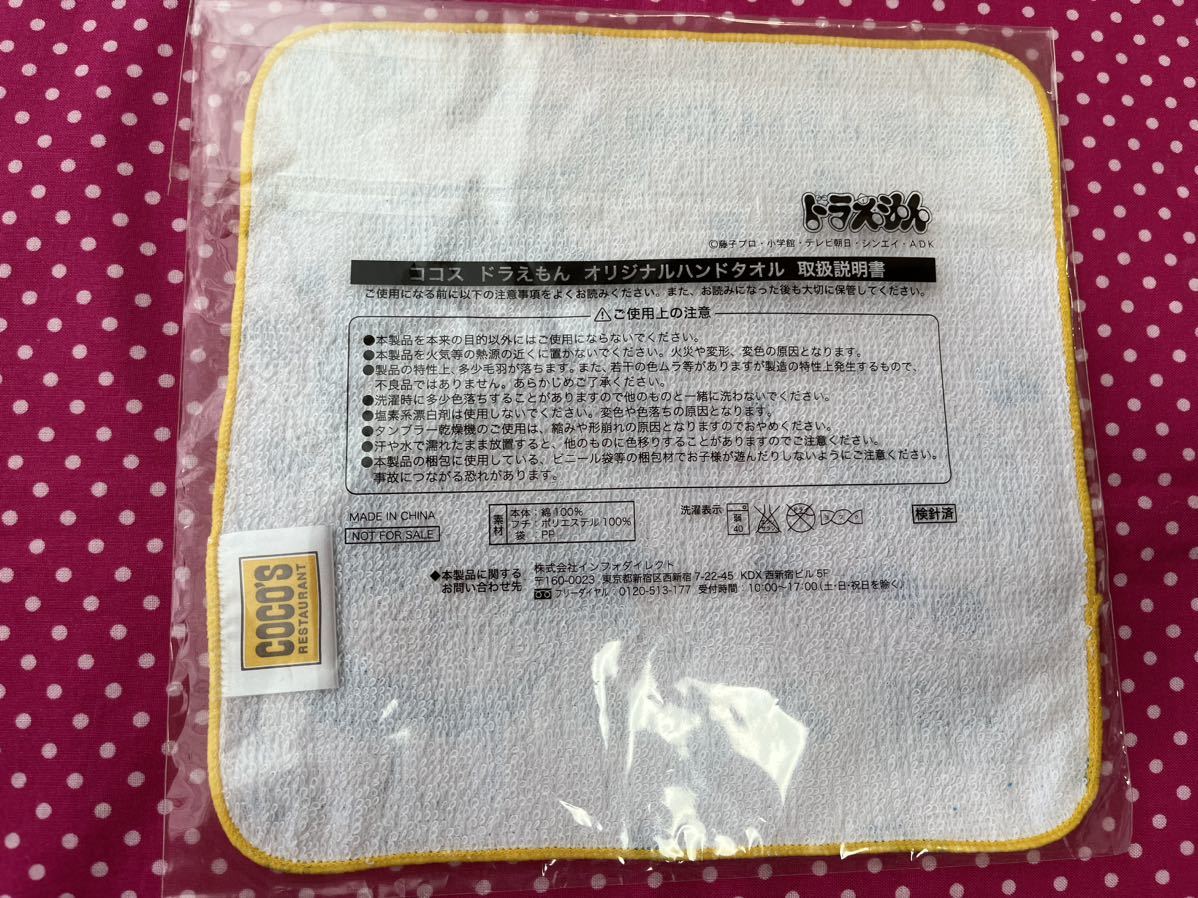 ドラえもん
©藤子プロ・小学館・テレビ朝日・シンエイ・ADK
ココス ドラえもん オリジナルハンドタオル 取扱説明書
ご使用になる前に以下の注意事項をよくお読みください。また、お読みになった後も大切に保管してください。
⚠ご使用上の注意
●本製品を本来の目的以外にはご使用にならないでください。
●本製品を火気等の熱源の近くに置かないでください。火災や変形、変色の原因となります。
●製品の特性上、多少毛羽が落ちます。また、若干の色ムラ等がありますが製造の特性上発生するもので、
不良品ではありません。あらかじめご了承ください。
●洗濯時に多少色落ちすることがありますので他のものと一緒に洗わないでください。
●塩素系漂白剤は使用しないでください。変色や色落ちの原因となります。
●タンブラー乾燥機のご使用は、縮みや形崩れの原因となりますのでおやめください。
●汗や水で濡れたまま放置すると、他のものに色移りすることがありますのでご注意ください。
●本製品の梱包に使用している、ビニール袋等の梱包材でお子様が遊んだりしないようにご注意ください。
事故につながる恐れがあります。
MADE IN CHINA
NOT FOR SALE
素材
本体：綿100%
フチ：ポリエステル100%
袋：PP
洗濯表示
弱
40
検針済
◆本製品に関する
お問い合わせ先
株式会社インフォダイレクト
〒160-0023 東京都新宿区西新宿7-22-45 KDX西新宿ビル5F
フリーダイヤル：0120-513-177 受付時間：10:00〜17:00(土・日・祝日を除く)
COCO'S
RESTAURANT